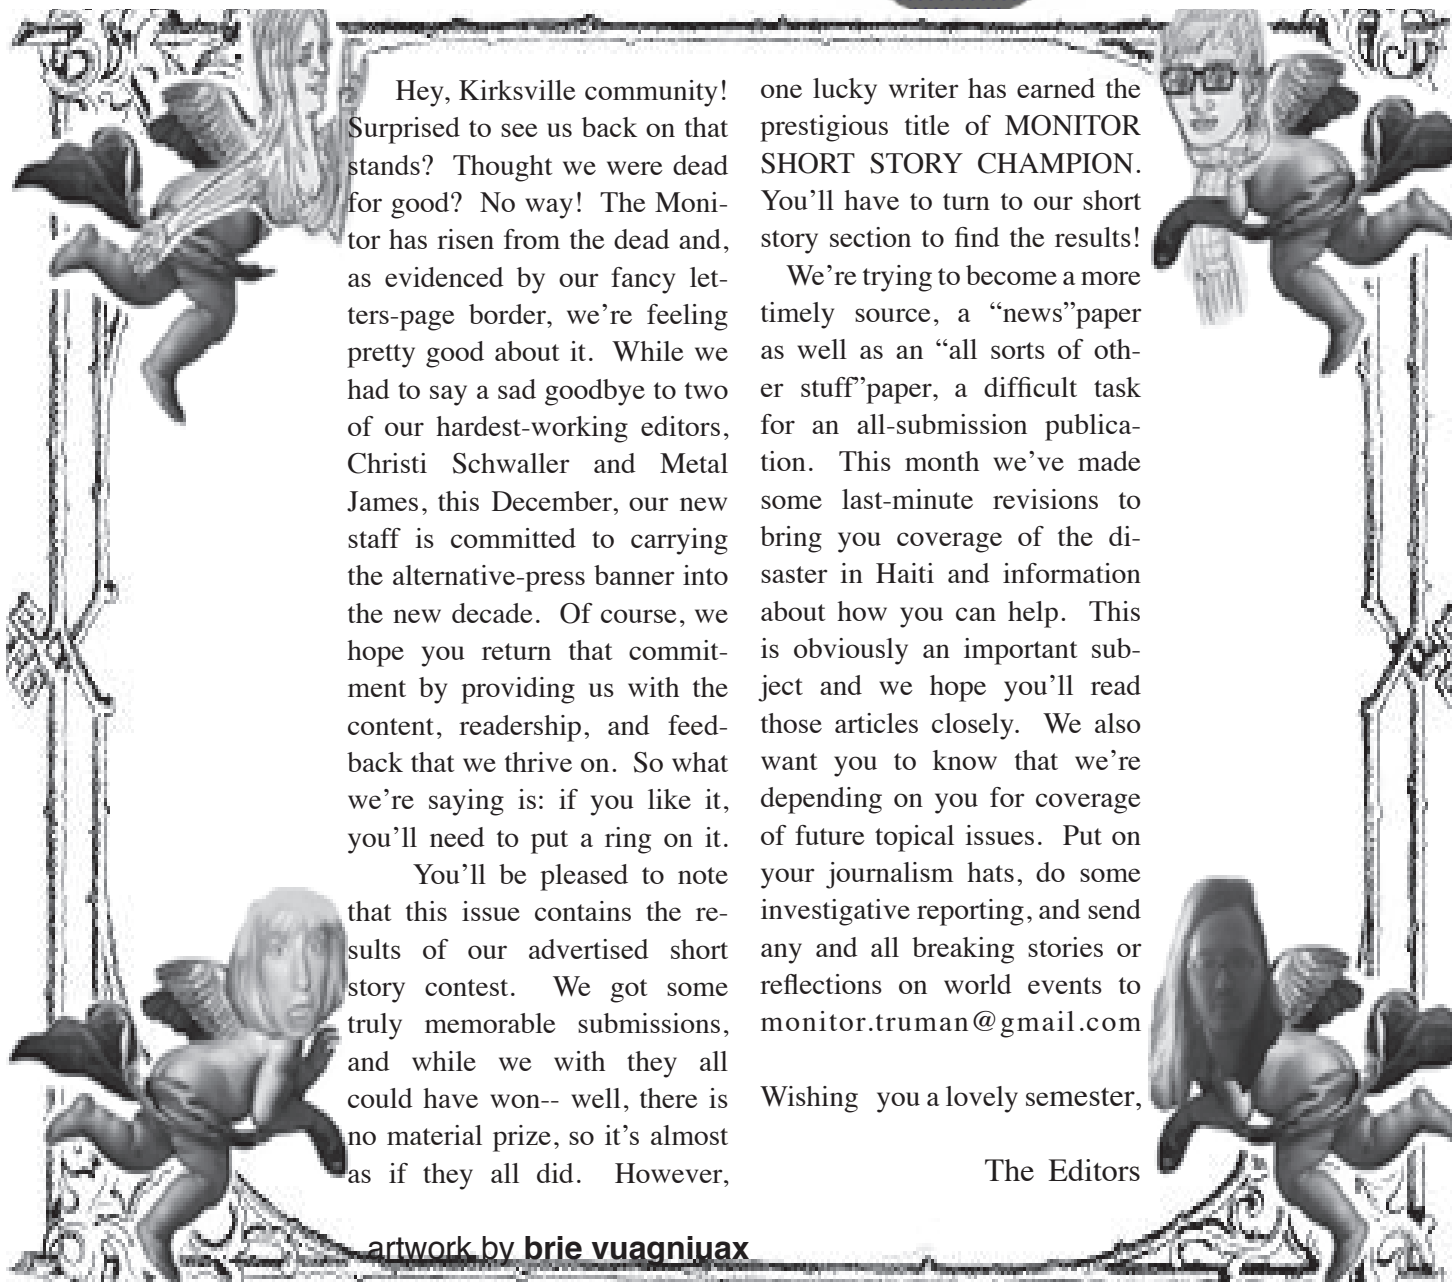 Hey, Kirksville community!
Surprised to see us back on that
stands?  Thought we were dead
for good?  No way!  The Moni-
tor has risen from the dead and,
as evidenced by our fancy let-
ters-page border, we're feeling
pretty good about it.  While we
had to say a sad goodbye to two
of our hardest-working editors,
Christi Schwaller and Metal
James, this December, our new
staff is committed to carrying
the alternative-press banner into
the new decade.  Of course, we
hope you return that commit-
ment by providing us with the
content, readership, and feed-
back that we thrive on.  So what
we're saying is: if you like it,
you'll need to put a ring on it.
You'll be pleased to note
that this issue contains the re-
sults of our advertised short
story contest.  We got some
truly memorable submissions,
and while we with they all
could have won-- well, there is
no material prize, so it's almost
as if they all did.  However,
one lucky writer has earned the
prestigious title of MONITOR
SHORT STORY CHAMPION.
You'll have to turn to our short
story section to find the results!
We're trying to become a more
timely source, a “news”paper
as well as an “all sorts of oth-
er stuff”paper, a difficult task
for an all-submission publica-
tion.  This month we've made
some last-minute revisions to
bring you coverage of the di-
saster in Haiti and information
about how you can help.  This
is obviously an important sub-
ject and we hope you'll read
those articles closely.  We also
want you to know that we're
depending on you for coverage
of future topical issues.  Put on
your journalism hats, do some
investigative reporting, and send
any and all breaking stories or
reflections on world events to
monitor.truman@gmail.com
Wishing you a lovely semester,
The Editors
artwork by brie vuagniuax